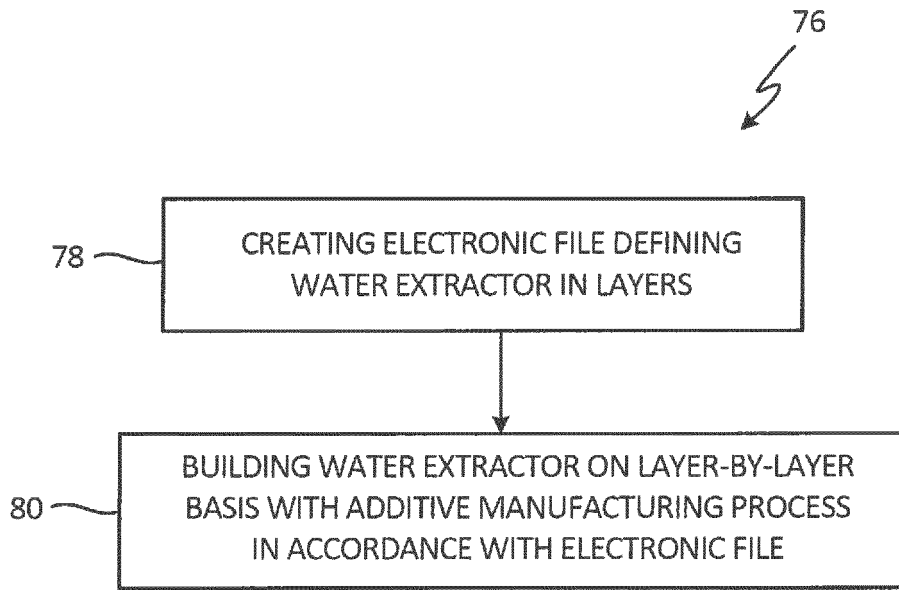 76
78
CREATING ELECTRONIC FILE DEFINING
WATER EXTRACTOR IN LAYERS
80
BUILDING WATER EXTRACTOR ON LAYER-BY-LAYER
BASIS WITH ADDITIVE MANUFACTURING PROCESS
IN ACCORDANCE WITH ELECTRONIC FILE